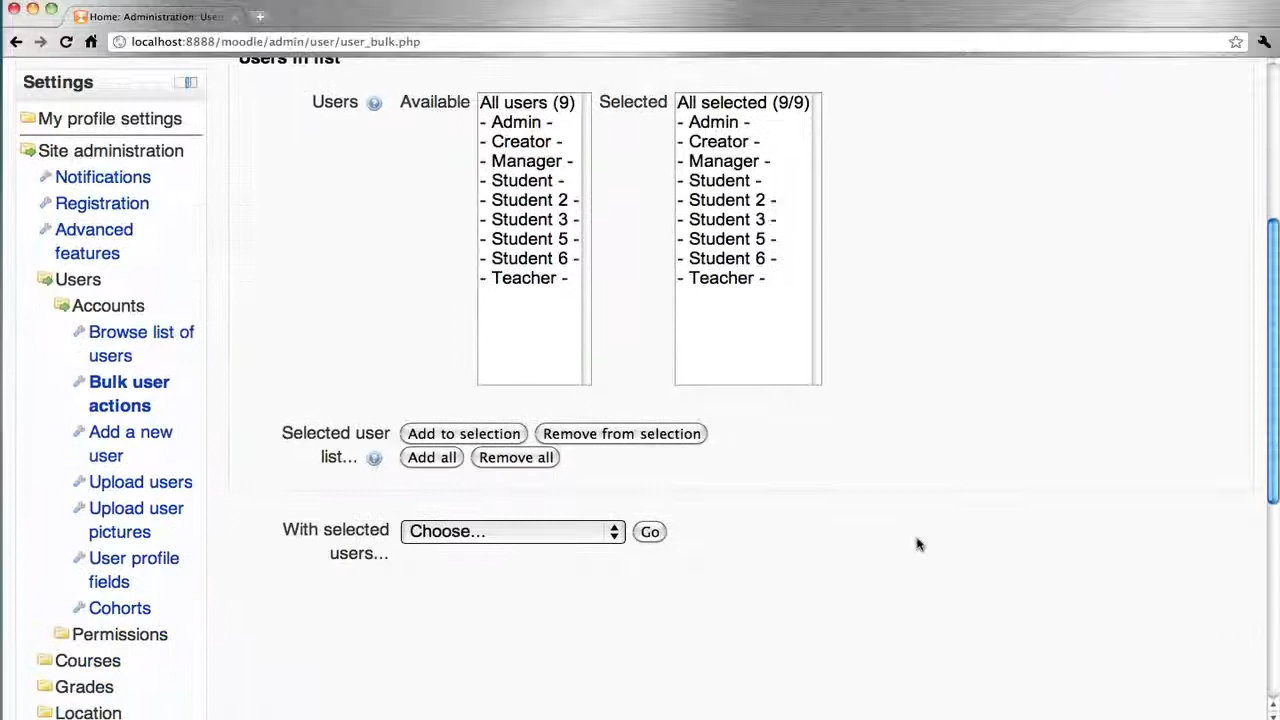 Home: Administration: Use
localhost:8888/moodle/admin/user/user_bulk.php
Users in list
Settings
My profile settings
Site administration
Notifications
Registration
Advanced
features
Users
Accounts
Browse list of
users
Bulk user
actions
Add a new
user
Upload users
Upload user
pictures
User profile
fields
Cohorts
Permissions
Courses
Grades
Location
Users
Available
All users (9)
- Admin -
- Creator -
- Manager -
- Student -
- Student 2 -
- Student 3 -
- Student 5 -
- Student 6 -
- Teacher -
Selected
All selected (9/9)
- Admin -
- Creator -
- Manager -
- Student -
- Student 2 -
- Student 3 -
- Student 5 -
- Student 6 -
- Teacher -
Selected user
list...
Add to selection
Remove from selection
Add all
Remove all
With selected
users...
Choose...
Go